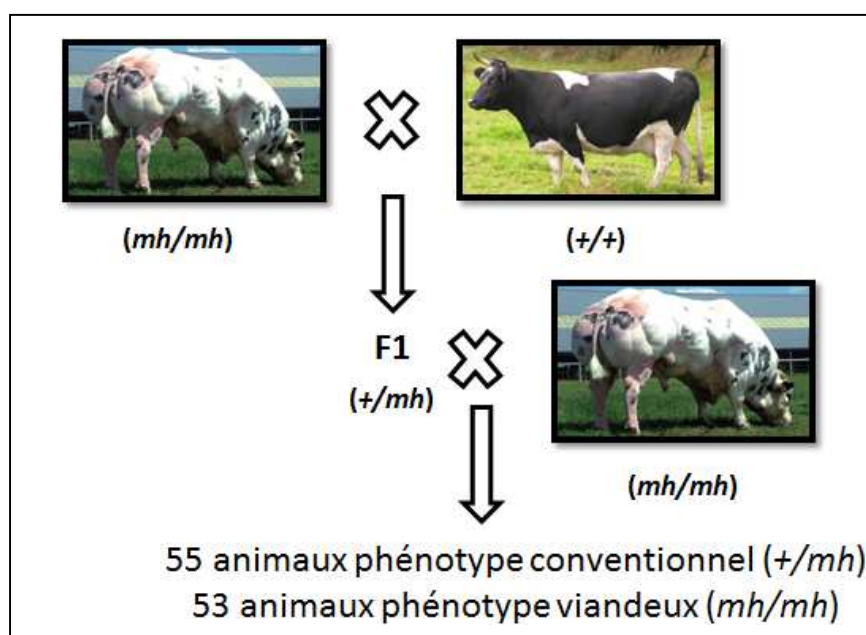 (mh/mh)
(+/+)
F1
(+/mh)
(mh/mh)
55 animaux phénotype conventionnel (+/mh)
53 animaux phénotype viandeux (mh/mh)